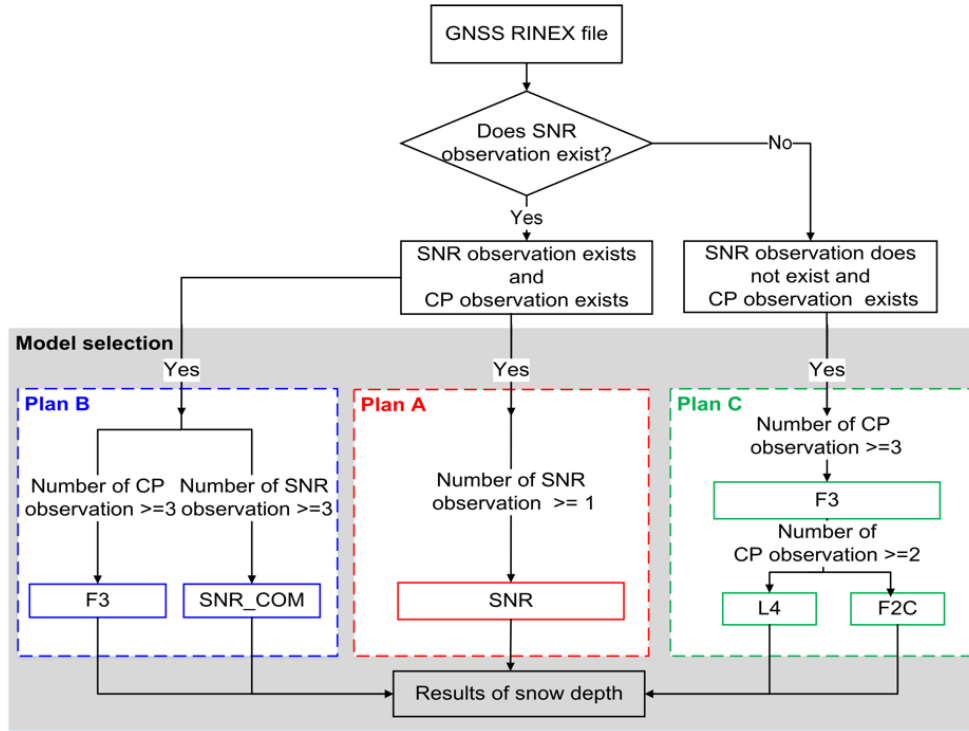 GNSS RINEX file
Does SNR
observation exist?
No
Yes
SNR observation exists
and
CP observation exists
SNR observation does
not exist and
CP observation exists
Model selection
Yes
Yes
Yes
Plan B
Number of CP
observation >=3
Number of SNR
observation >=3
F3
SNR_COM
Plan A
Number of SNR
observation >= 1
SNR
Plan C
Number of CP
observation >=3
F3
Number of
CP observation >=2
L4
F2C
Results of snow depth